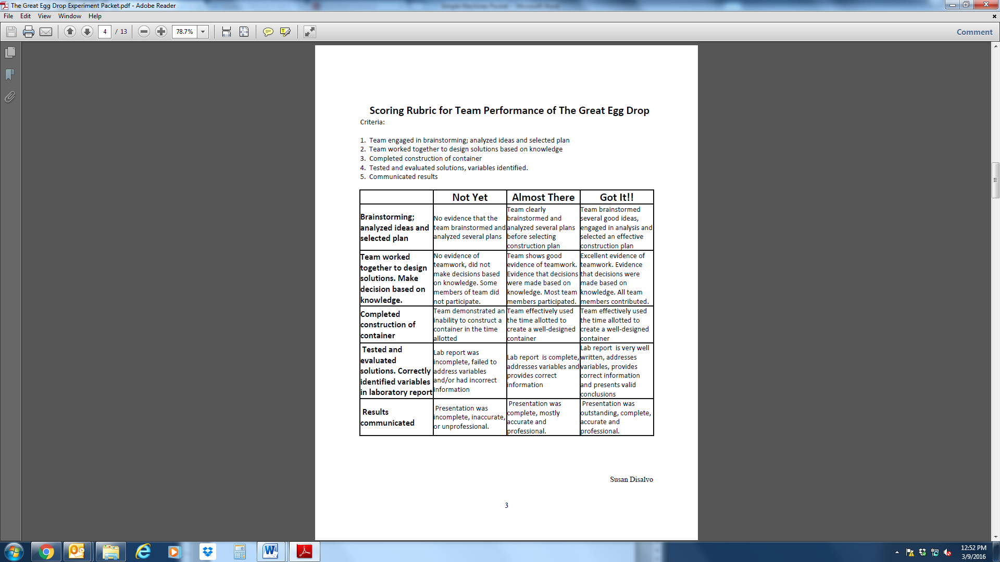 The Great Egg Drop Experiment Packet.pdf - Adobe Reader
File Edit View Window Help
4 / 13 78.7% Comment
Scoring Rubric for Team Performance of The Great Egg Drop
Criteria:
1. Team engaged in brainstorming; analyzed ideas and selected plan
2. Team worked together to design solutions based on knowledge
3. Completed construction of container
4. Tested and evaluated solutions, variables identified.
5. Communicated results
Not Yet
Almost There
Got It!!
Brainstorming;
analyzed ideas and
selected plan
No evidence that the
team brainstormed and
analyzed several plans
Team clearly
brainstormed and
analyzed several plans
before selecting
construction plan
Team brainstormed
several good ideas,
engaged in analysis and
selected an effective
construction plan
Team worked
together to design
solutions. Make
decision based on
knowledge.
No evidence of
teamwork, did not
make decisions based
on knowledge. Some
members of team did
not participate.
Team shows good
evidence of teamwork.
Evidence that decisions
were made based on
knowledge. Most team
members participated.
Excellent evidence of
teamwork. Evidence
that decisions were
made based on
knowledge. All team
members contributed.
Completed
construction of
container
Team demonstrated an
inability to construct a
container in the time
allotted
Team effectively used
the time allotted to
create a well-designed
container
Team effectively used
the time allotted to
create a well-designed
container
Tested and
evaluated
solutions. Correctly
identified variables
in laboratory report
Lab report was
incomplete, failed to
address variables
and/or had incorrect
information
Lab report is complete,
addresses variables and
provides correct
information
Lab report is very well
written, addresses
variables, provides
correct information
and presents valid
conclusions
Results
communicated
Presentation was
incomplete, inaccurate,
or unprofessional.
Presentation was
complete, mostly
accurate and
professional.
Presentation was
outstanding, complete,
accurate and
professional.
Susan Disalvo
3
12:52 PM
3/9/2016